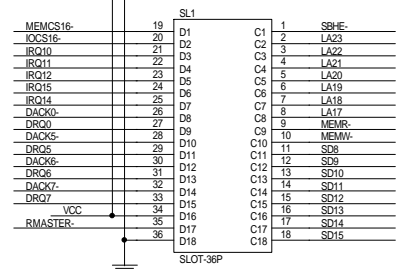 SL1
MEMCS16- 19 D1 C1 1 SBHE-
IOCS16- 20 D2 C2 2 LA23
IRQ10 21 D3 C3 3 LA22
IRQ11 22 D4 C4 4 LA21
IRQ12 23 D5 C5 5 LA20
IRQ15 24 D6 C6 6 LA19
IRQ14 25 D7 C7 7 LA18
DACK0- 26 D8 C8 8 LA17
DRQ0 27 D9 C9 9 MEMR-
DACK5- 28 D10 C10 10 MEMW-
DRQ5 29 D11 C11 11 SD8
DACK6- 30 D12 C12 12 SD9
DRQ6 31 D13 C13 13 SD10
DACK7- 32 D14 C14 14 SD11
DRQ7 33 D15 C15 15 SD12
VCC 34 D16 C16 16 SD13
RMASTER- 35 D17 C17 17 SD14
36 D18 C18 18 SD15
SLOT-36P